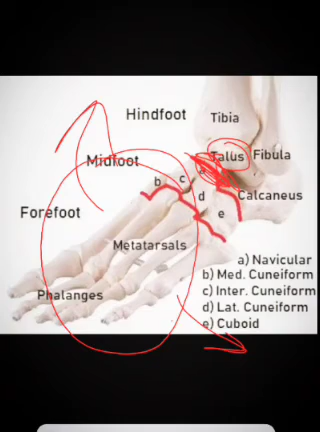 Hindfoot
Tibia
Midfoot
Talus
Fibula
b
c
a
d
Calcaneus
e
Forefoot
Metatarsals
Phalanges
a) Navicular
b) Med. Cuneiform
c) Inter. Cuneiform
d) Lat. Cuneiform
e) Cuboid